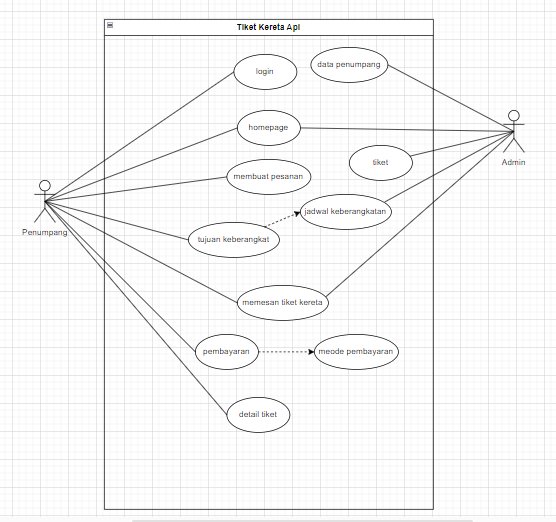 Tiket Kereta Api
data penumpang
login
homepage
tiket
Admin
membuat pesanan
jadwal keberangkatan
Penumpang
tujuan keberangkat
memesan tiket kereta
pembayaran
meode pembayaran
detail tiket